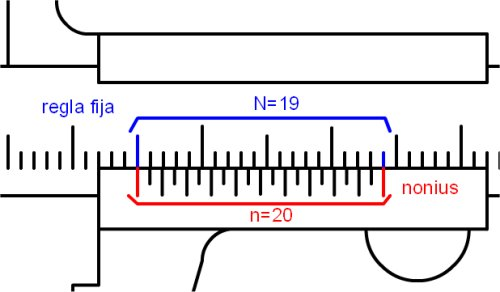 regla fija
N=19
nonius
n=20